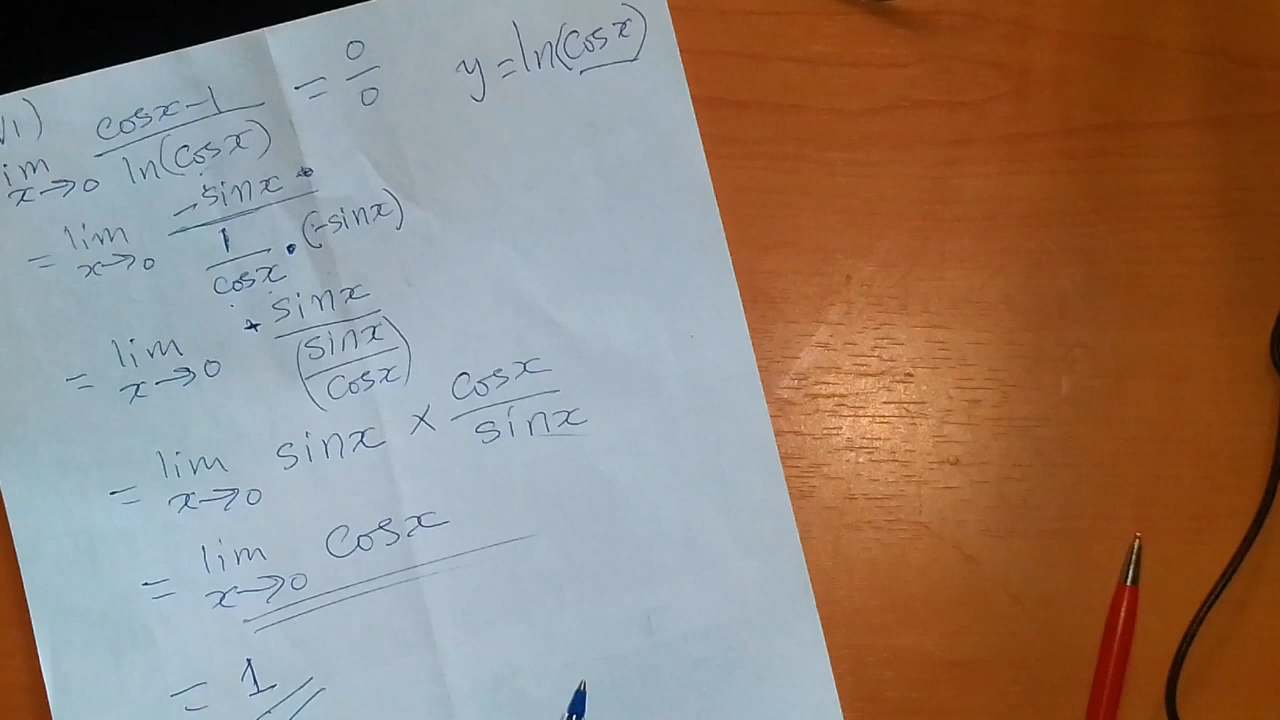 VI) lim x→0 (cosx-1)/(ln(cosx)) = 0/0 y = ln(cosx)
= lim x→0 (-sinx)/((1/cosx)·(-sinx))
= lim x→0 + sinx/(sinx/cosx)
= lim x→0 sinx × cosx/sinx
= lim x→0 cosx
= 1